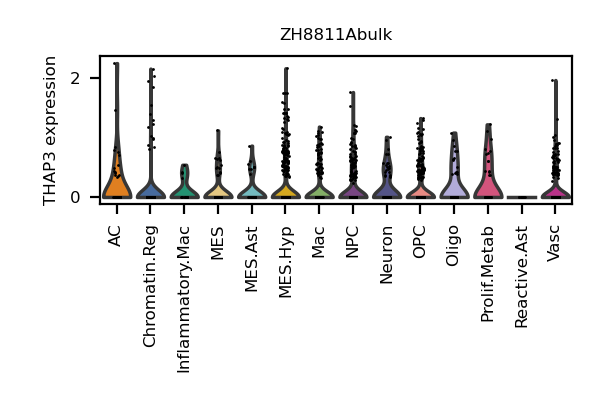 ZH8811Abulk
THAP3 expression
2
0
AC
Chromatin.Reg
Inflammatory.Mac
MES
MES.Ast
MES.Hyp
Mac
NPC
Neuron
OPC
Oligo
Prolif.Metab
Reactive.Ast
Vasc